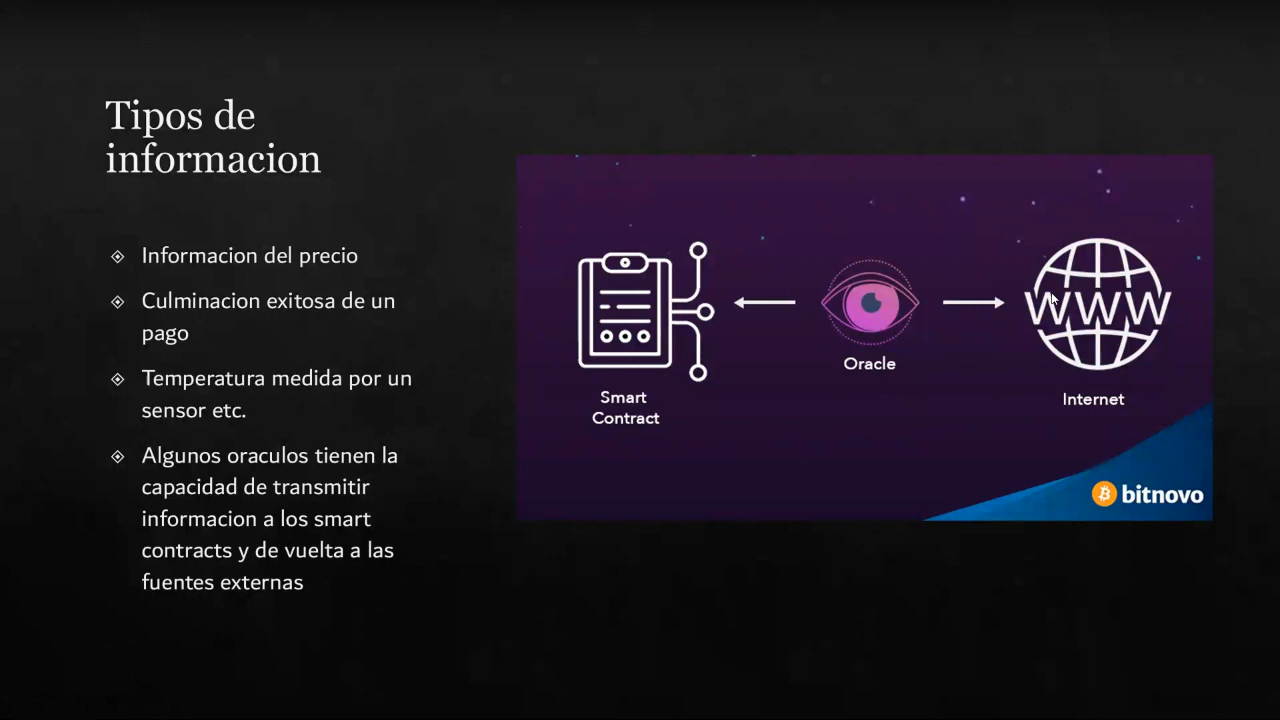 Tipos de
informacion
Informacion del precio
Culminacion exitosa de un
pago
Temperatura medida por un
sensor etc.
Algunos oraculos tienen la
capacidad de transmitir
informacion a los smart
contracts y de vuelta a las
fuentes externas
Smart
Contract
Oracle
WWW
Internet
bitnovo